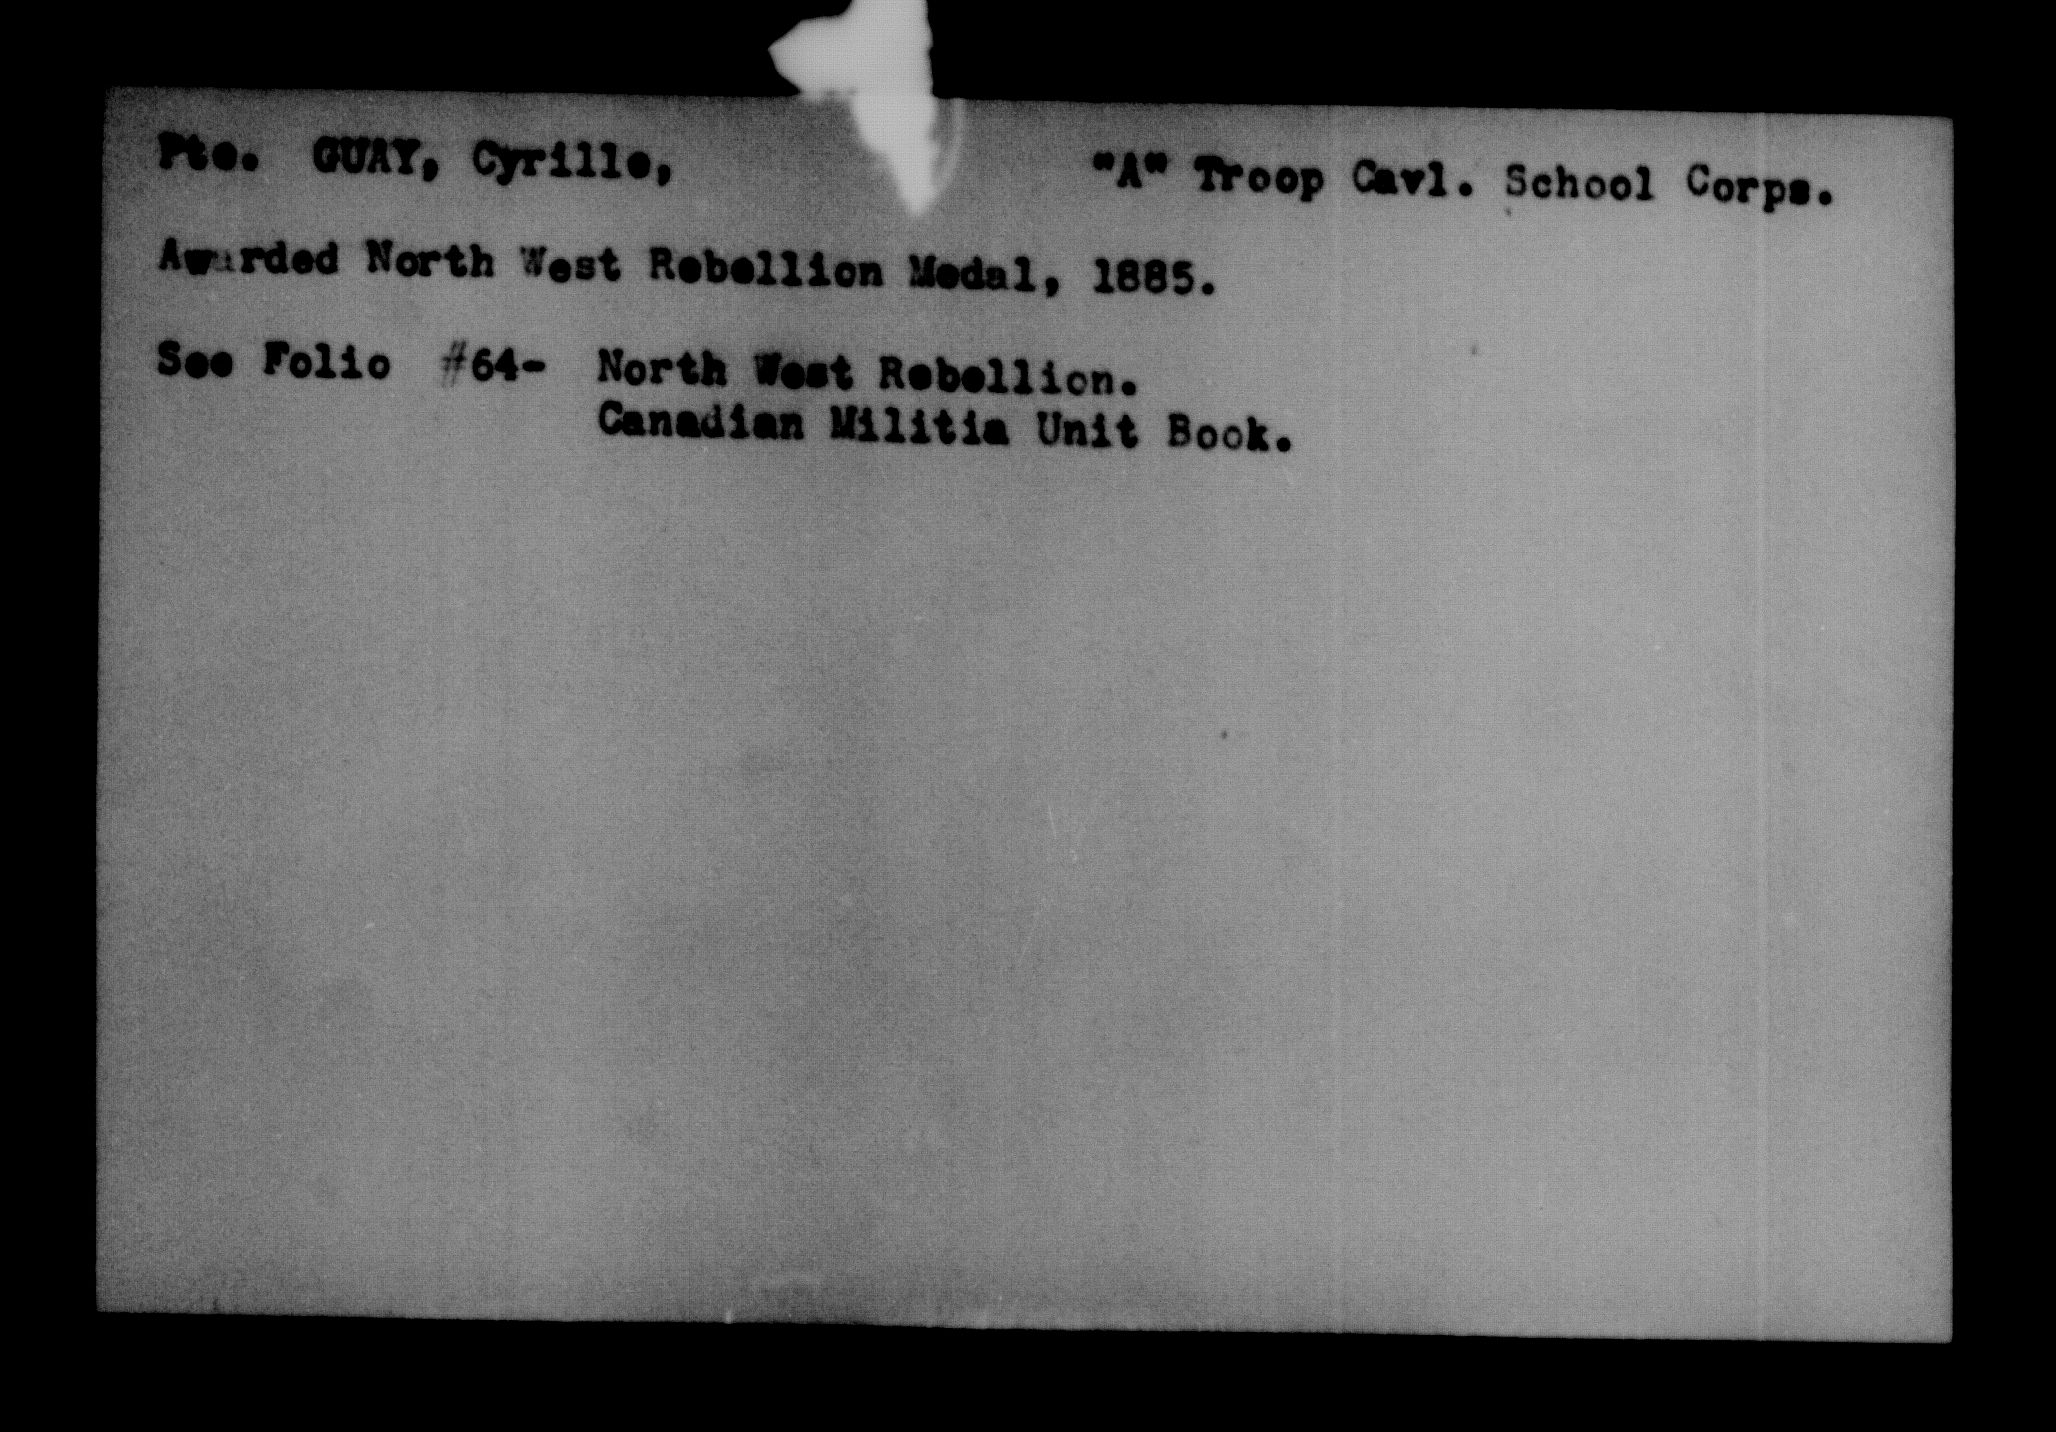 Pte. GUAY, Cyrille, "A" Troop Cavl. School Corps.
Awarded North West Rebellion Medal, 1885.
See Folio #64- North West Rebellion.
Canadian Militia Unit Book.